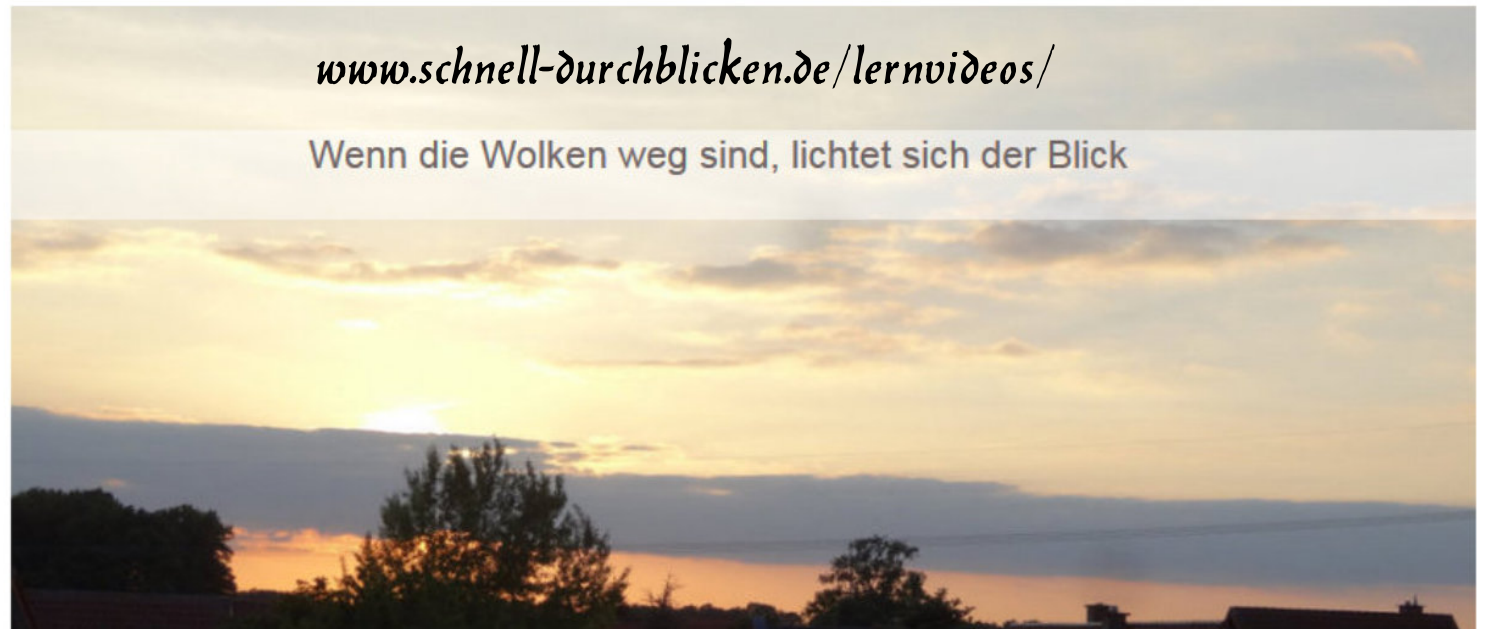 www.schnell-durchblicken.de/lernvideos/
Wenn die Wolken weg sind, lichtet sich der Blick